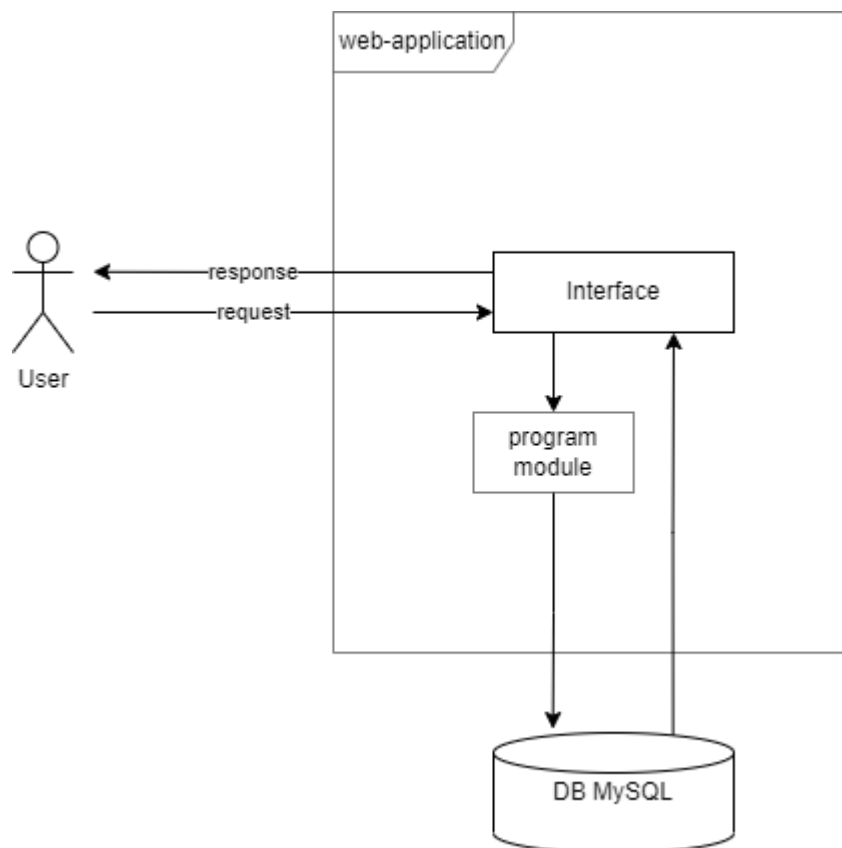 web-application
response
Interface
request
User
program
module
DB MySQL